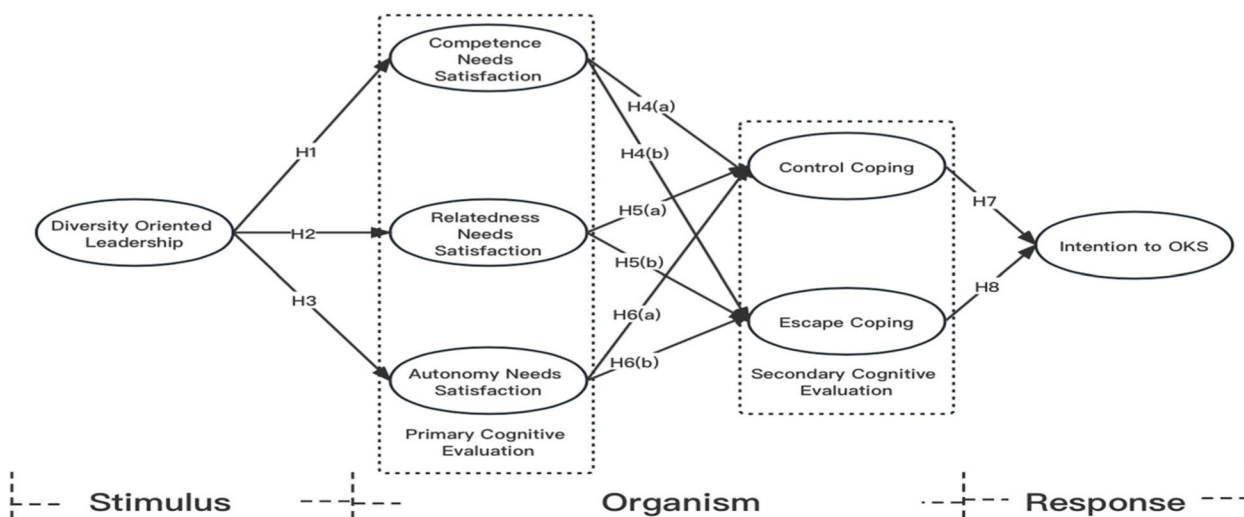 Competence
Needs
Satisfaction
H4(a)
H1
H4(b)
Control Coping
H7
Diversity Oriented
Leadership
H2
Relatedness
Needs
Satisfaction
H5(a)
H5(b)
Intention to OKS
H3
H6(a)
H8
Escape Coping
H6(b)
Autonomy Needs
Satisfaction
Secondary Cognitive
Evaluation
Primary Cognitive
Evaluation
Stimulus
Organism
Response